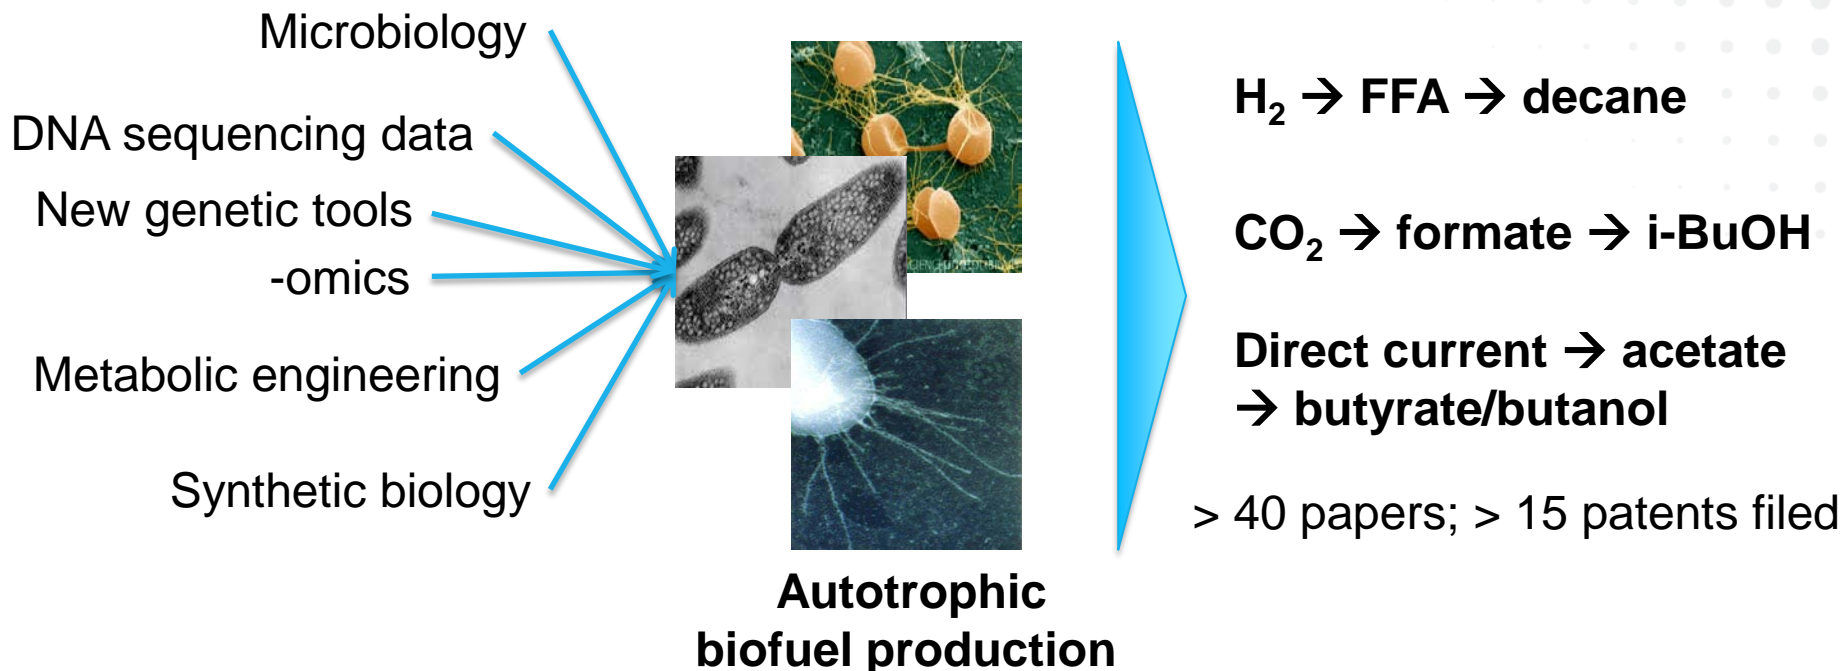 Microbiology
DNA sequencing data
New genetic tools
-omics
Metabolic engineering
Synthetic biology
Autotrophic
biofuel production
H₂ → FFA → decane
CO₂ → formate → i-BuOH
Direct current → acetate
→ butyrate/butanol
> 40 papers; > 15 patents filed